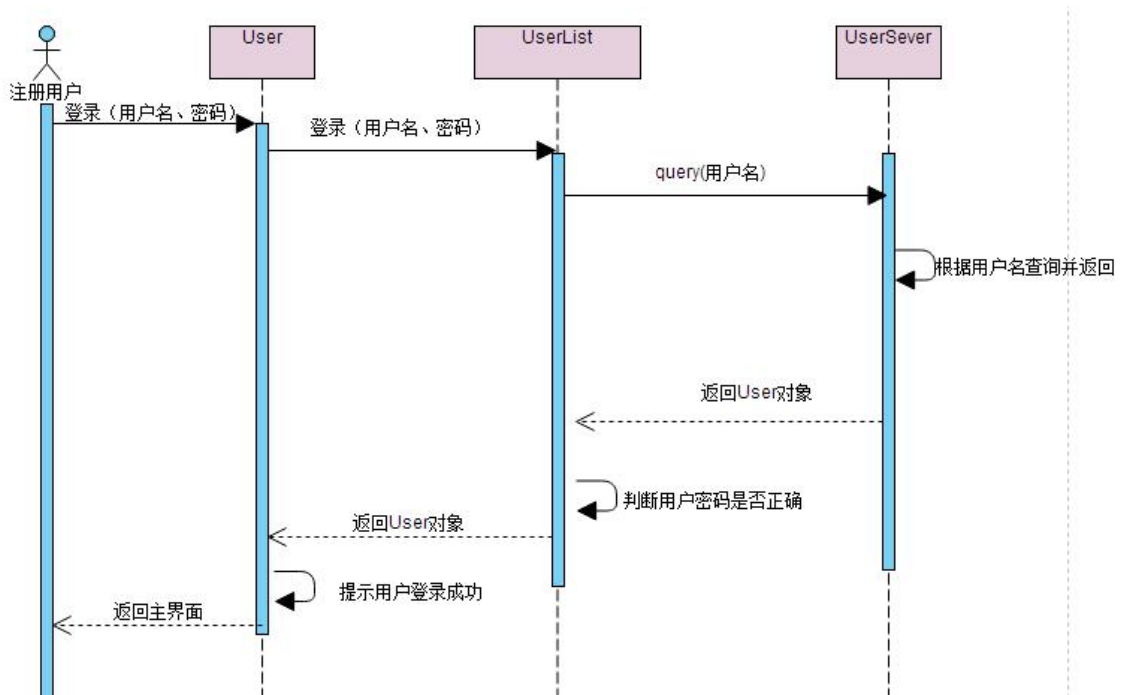 User
UserList
UserSever
注册用户
登录（用户名、密码）
登录（用户名、密码）
query(用户名)
根据用户名查询并返回
返回User对象
判断用户密码是否正确
返回User对象
提示用户登录成功
返回主界面